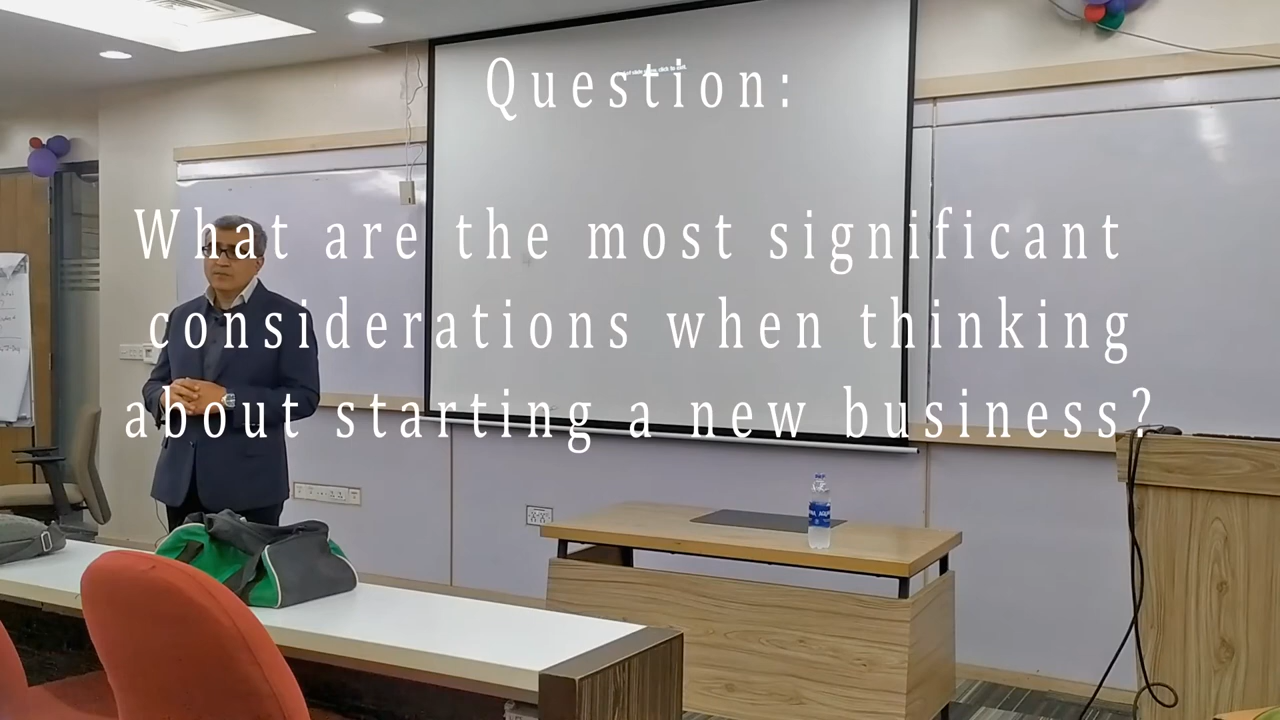 Question:
What are the most significant
considerations when thinking
about starting a new business?